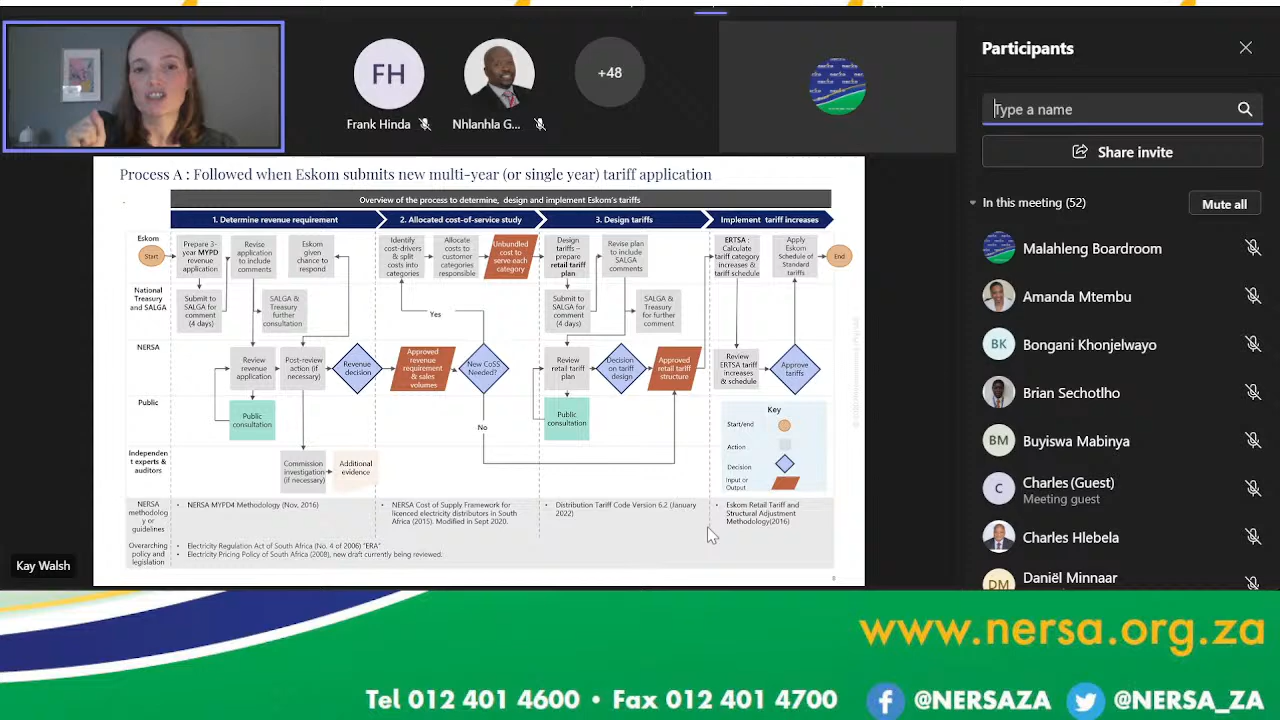 FH
+48
Frank Hinda
Nhlanhla G...
Participants
Type a name
Share invite
In this meeting (52)
Mute all
Malahleng Boardroom
Amanda Mtembu
BK
Bongani Khonjelwayo
Brian Sechotho
BM
Buyiswa Mabinya
C
Charles (Guest)
Meeting guest
Charles Hlebela
DM
Daniël Minnaar
Kay Walsh
Process A : Followed when Eskom submits new multi-year (or single year) tariff application
Overview of the process to determine, design and implement Eskom's tariffs
1. Determine revenue requirement
2. Allocated cost-of-service study
3. Design tariffs
Implement tariff increases
Eskom
Start
Prepare 3-
year MYPD
revenue
application
Revise
application
to include
comments
Eskom
given
chance to
respond
Identify
cost-drivers
& split
costs into
categories
Allocate
costs to
customer
categories
responsible
Unbundled
cost to
serve each
category
Design
tariffs –
prepare
retail tariff
plan
Revise plan
to include
SALGA
comments
ERTSA :
Calculate
tariff category
increases &
tariff schedule
Apply
Eskom
Schedule of
Standard
tariffs
End
National
Treasury
and SALGA
Submit to
SALGA for
comment
(4 days)
SALGA &
Treasury
further
consultation
Yes
Submit to
SALGA for
comment
(4 days)
SALGA &
Treasury
for further
comment
NERSA
Review
revenue
application
Post-review
action (if
necessary)
Revenue
decision
Approved
revenue
requirement
& sales
volumes
New CoSS
Needed?
Review
retail tariff
plan
Decision
on tariff
design
Approved
retail tariff
structure
Review
ERTSA tariff
increases
& schedule
Approve
tariffs
Public
Public
consultation
No
Public
consultation
Key
Start/end
Action
Decision
Input or
Output
Independen
t experts &
auditors
Commission
investigation
(if necessary)
Additional
evidence
NERSA
methodolog
y or
guidelines
• NERSA MYPD4 Methodology (Nov, 2016)
• NERSA Cost of Supply Framework for
licenced electricity distributors in South
Africa (2015). Modified in Sept 2020.
• Distribution Tariff Code Version 6.2 (January
2022)
• Eskom Retail Tariff and
Structural Adjustment
Methodology(2016)
Overarching
policy and
legislation
• Electricity Regulation Act of South Africa (No. 4 of 2006) "ERA"
• Electricity Pricing Policy of South Africa (2008), new draft currently being reviewed.
8
www.nersa.org.za
Tel 012 401 4600 • Fax 012 401 4700
@NERSAZA
@NERSA_ZA